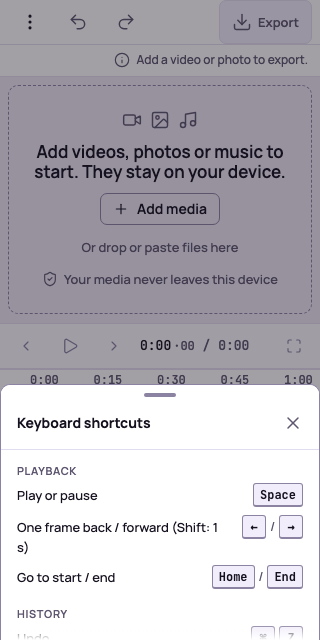 Export
Add a video or photo to export.
Add videos, photos or music to
start. They stay on your device.
Add media
Or drop or paste files here
Your media never leaves this device
0:00·00 / 0:00
0:00 0:15 0:30 0:45 1:00
Keyboard shortcuts
PLAYBACK
Play or pause Space
One frame back / forward (Shift: 1 ← / →
s)
Go to start / end Home / End
HISTORY
Undo ⌘ Z